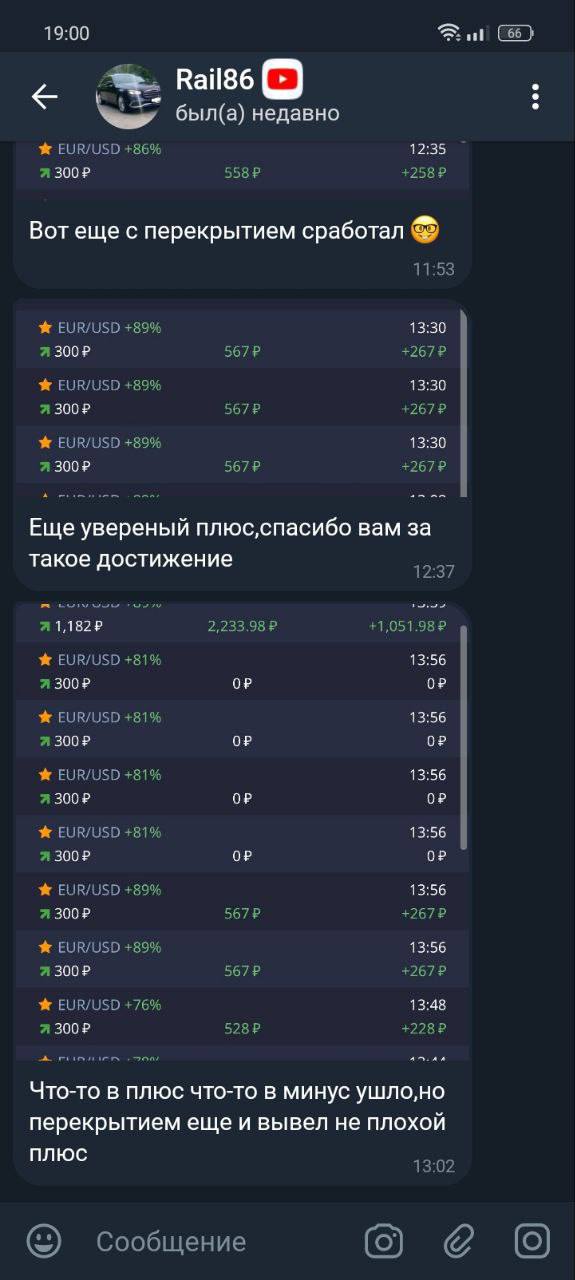 19:00
66
Rail86
был(а) недавно
EUR/USD +86% 12:35
300 ₽ 558 ₽ +258 ₽
Вот еще с перекрытием сработал
11:53
EUR/USD +89% 13:30
300 ₽ 567 ₽ +267 ₽
EUR/USD +89% 13:30
300 ₽ 567 ₽ +267 ₽
EUR/USD +89% 13:30
300 ₽ 567 ₽ +267 ₽
Еще увереный плюс,спасибо вам за
такое достижение
12:37
1,182 ₽ 2,233.98 ₽ +1,051.98 ₽
EUR/USD +81% 13:56
300 ₽ 0 ₽ 0 ₽
EUR/USD +81% 13:56
300 ₽ 0 ₽ 0 ₽
EUR/USD +81% 13:56
300 ₽ 0 ₽ 0 ₽
EUR/USD +81% 13:56
300 ₽ 0 ₽ 0 ₽
EUR/USD +89% 13:56
300 ₽ 567 ₽ +267 ₽
EUR/USD +89% 13:56
300 ₽ 567 ₽ +267 ₽
EUR/USD +76% 13:48
300 ₽ 528 ₽ +228 ₽
Что-то в плюс что-то в минус ушло,но
перекрытием еще и вывел не плохой
плюс
13:02
Сообщение